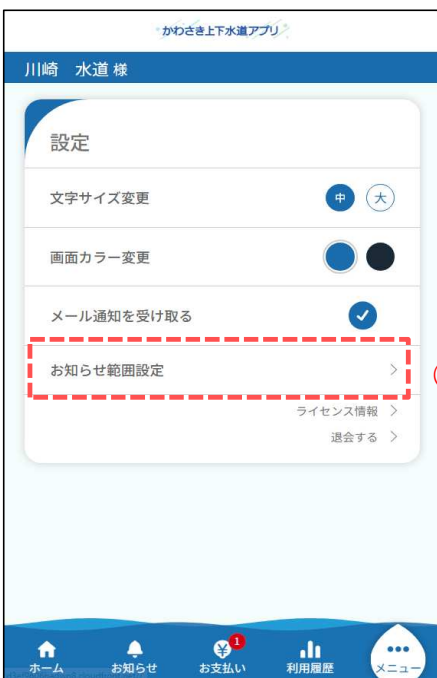 かわさき上下水道アプリ
川崎　水道 様
設定
文字サイズ変更 中 大
画面カラー変更
メール通知を受け取る
お知らせ範囲設定
ライセンス情報
退会する
1
ホーム お知らせ お支払い 利用履歴 メニュー